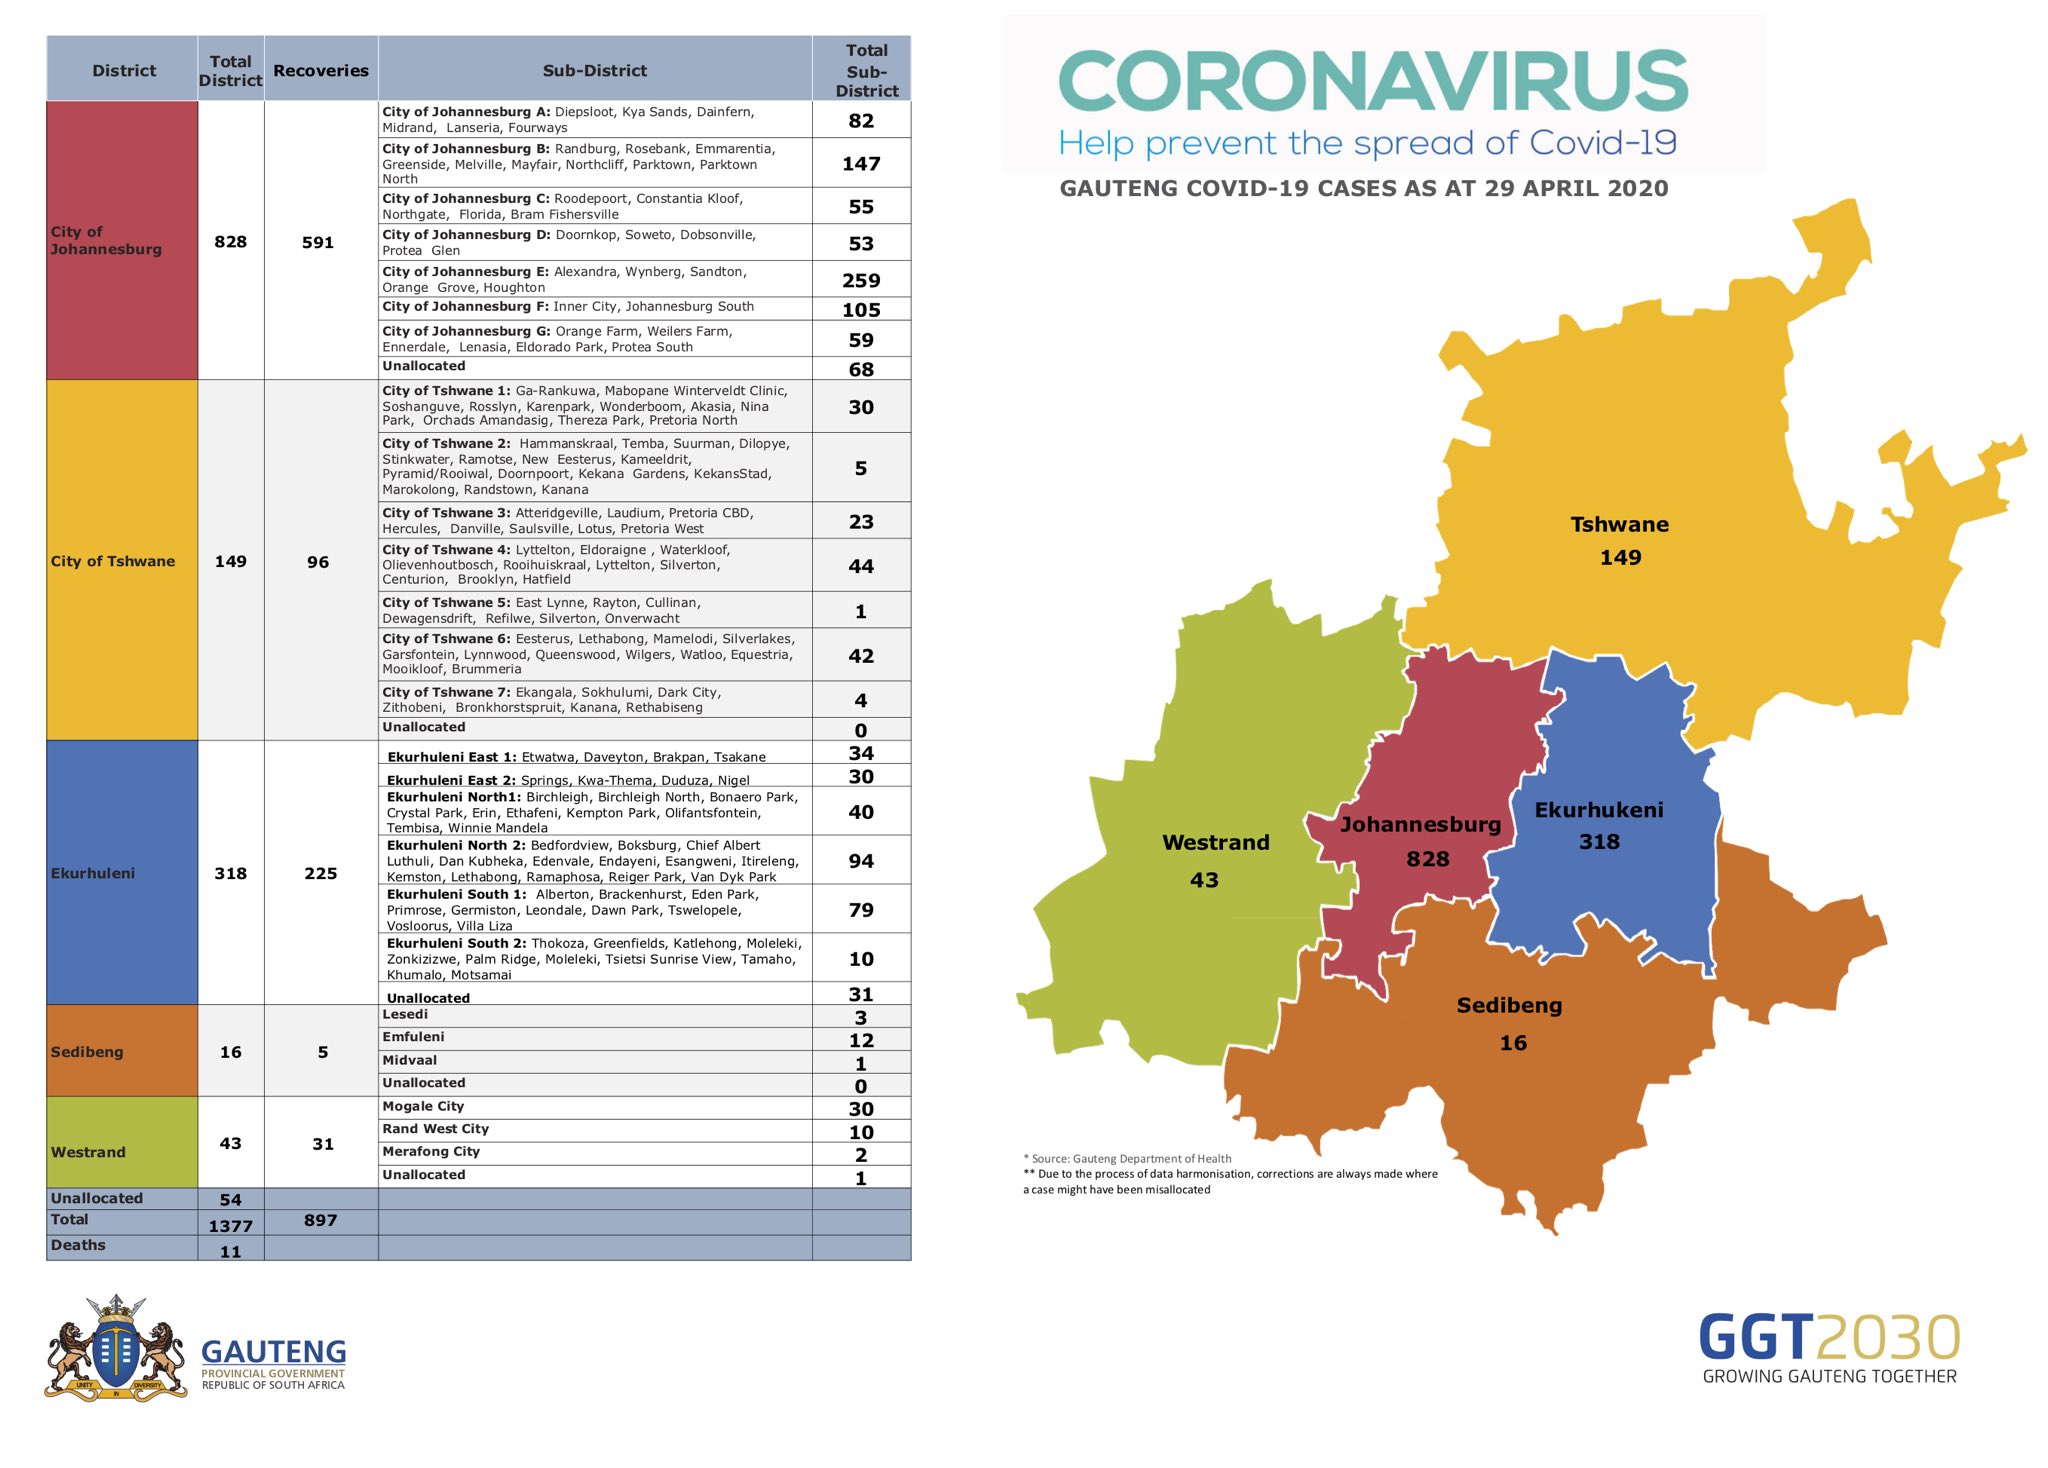 District
Total
District
Recoveries
Sub-District
Total
Sub-
District
City of
Johannesburg
828
591
City of Johannesburg A: Diepsloot, Kya Sands, Dainfern,
Midrand, Lanseria, Fourways
82
City of Johannesburg B: Randburg, Rosebank, Emmarentia,
Greenside, Melville, Mayfair, Northcliff, Parktown, Parktown
North
147
City of Johannesburg C: Roodepoort, Constantia Kloof,
Northgate, Florida, Bram Fishersville
55
City of Johannesburg D: Doornkop, Soweto, Dobsonville,
Protea Glen
53
City of Johannesburg E: Alexandra, Wynberg, Sandton,
Orange Grove, Houghton
259
City of Johannesburg F: Inner City, Johannesburg South
105
City of Johannesburg G: Orange Farm, Weilers Farm,
Ennerdale, Lenasia, Eldorado Park, Protea South
59
Unallocated
68
City of Tshwane
149
96
City of Tshwane 1: Ga-Rankuwa, Mabopane Winterveldt Clinic,
Soshanguve, Rosslyn, Karenpark, Wonderboom, Akasia, Nina
Park, Orchads Amandasig, Thereza Park, Pretoria North
30
City of Tshwane 2: Hammanskraal, Temba, Suurman, Dilopye,
Stinkwater, Ramotse, New Eesterus, Kameeldrit,
Pyramid/Rooiwal, Doornpoort, Kekana Gardens, KekansStad,
Marokolong, Randstown, Kanana
5
City of Tshwane 3: Atteridgeville, Laudium, Pretoria CBD,
Hercules, Danville, Saulsville, Lotus, Pretoria West
23
City of Tshwane 4: Lyttelton, Eldoraigne , Waterkloof,
Olievenhoutbosch, Rooihuiskraal, Lyttelton, Silverton,
Centurion, Brooklyn, Hatfield
44
City of Tshwane 5: East Lynne, Rayton, Cullinan,
Dewagensdrift, Refilwe, Silverton, Onverwacht
1
City of Tshwane 6: Eesterus, Lethabong, Mamelodi, Silverlakes,
Garsfontein, Lynnwood, Queenswood, Wilgers, Watloo, Equestria,
Mooikloof, Brummeria
42
City of Tshwane 7: Ekangala, Sokhulumi, Dark City,
Zithobeni, Bronkhorstspruit, Kanana, Rethabiseng
4
Unallocated
0
Ekurhuleni
318
225
Ekurhuleni East 1: Etwatwa, Daveyton, Brakpan, Tsakane
34
Ekurhuleni East 2: Springs, Kwa-Thema, Duduza, Nigel
30
Ekurhuleni North1: Birchleigh, Birchleigh North, Bonaero Park,
Crystal Park, Erin, Ethafeni, Kempton Park, Olifantsfontein,
Tembisa, Winnie Mandela
40
Ekurhuleni North 2: Bedfordview, Boksburg, Chief Albert
Luthuli, Dan Kubheka, Edenvale, Endayeni, Esangweni, Itireleng,
Kemston, Lethabong, Ramaphosa, Reiger Park, Van Dyk Park
94
Ekurhuleni South 1: Alberton, Brackenhurst, Eden Park,
Primrose, Germiston, Leondale, Dawn Park, Tswelopele,
Vosloorus, Villa Liza
79
Ekurhuleni South 2: Thokoza, Greenfields, Katlehong, Moleleki,
Zonkizizwe, Palm Ridge, Moleleki, Tsietsi Sunrise View, Tamaho,
Khumalo, Motsamai
10
Unallocated
31
Sedibeng
16
5
Lesedi
3
Emfuleni
12
Midvaal
1
Unallocated
0
Westrand
43
31
Mogale City
30
Rand West City
10
Merafong City
2
Unallocated
1
Unallocated
54
Total
1377
897
Deaths
11
UNITY
IN
DIVERSITY
GAUTENG
PROVINCIAL GOVERNMENT
REPUBLIC OF SOUTH AFRICA
CORONAVIRUS
Help prevent the spread of Covid-19
GAUTENG COVID-19 CASES AS AT 29 APRIL 2020
Tshwane
149
Westrand
43
Johannesburg
828
Ekurhukeni
318
Sedibeng
16
* Source: Gauteng Department of Health
** Due to the process of data harmonisation, corrections are always made where
a case might have been misallocated
GGT2030
GROWING GAUTENG TOGETHER